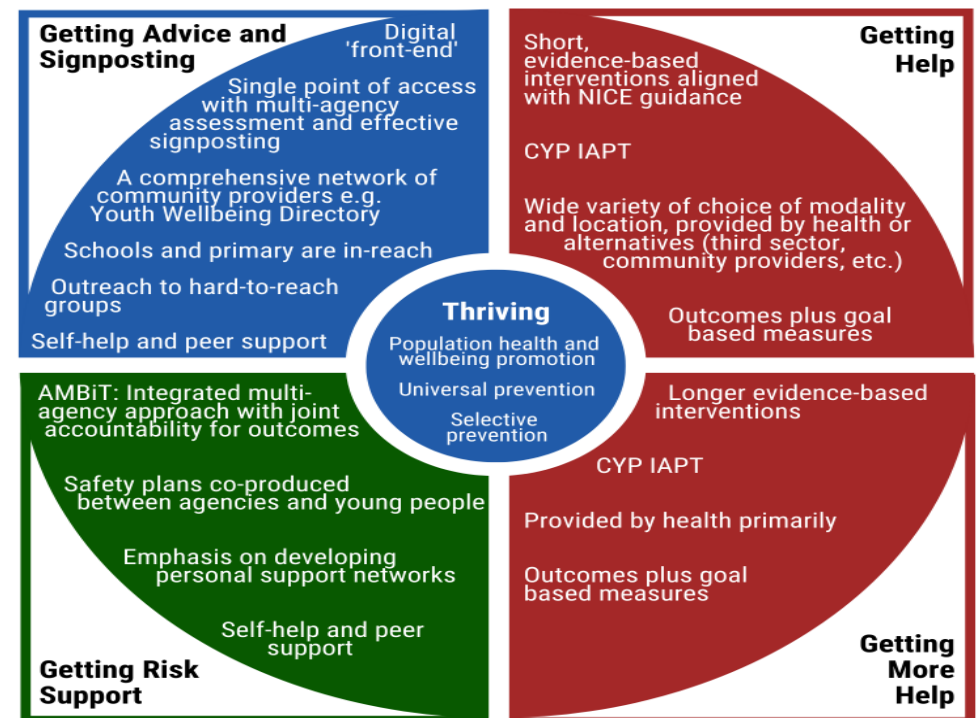 Getting Advice and
Signposting
Digital
'front-end'
Single point of access
with multi-agency
assessment and effective
signposting
A comprehensive network of
community providers e.g.
Youth Wellbeing Directory
Schools and primary are in-reach
Outreach to hard-to-reach
groups
Self-help and peer support
Getting
Help
Short,
evidence-based
interventions aligned
with NICE guidance
CYP IAPT
Wide variety of choice of modality
and location, provided by health or
alternatives (third sector,
community providers, etc.)
Outcomes plus goal
based measures
Thriving
Population health and
wellbeing promotion
Universal prevention
Selective
prevention
AMBiT: Integrated multi-
agency approach with joint
accountability for outcomes
Safety plans co-produced
between agencies and young people
Emphasis on developing
personal support networks
Self-help and peer
support
Getting Risk
Support
Longer evidence-based
interventions
CYP IAPT
Provided by health primarily
Outcomes plus goal
based measures
Getting
More
Help